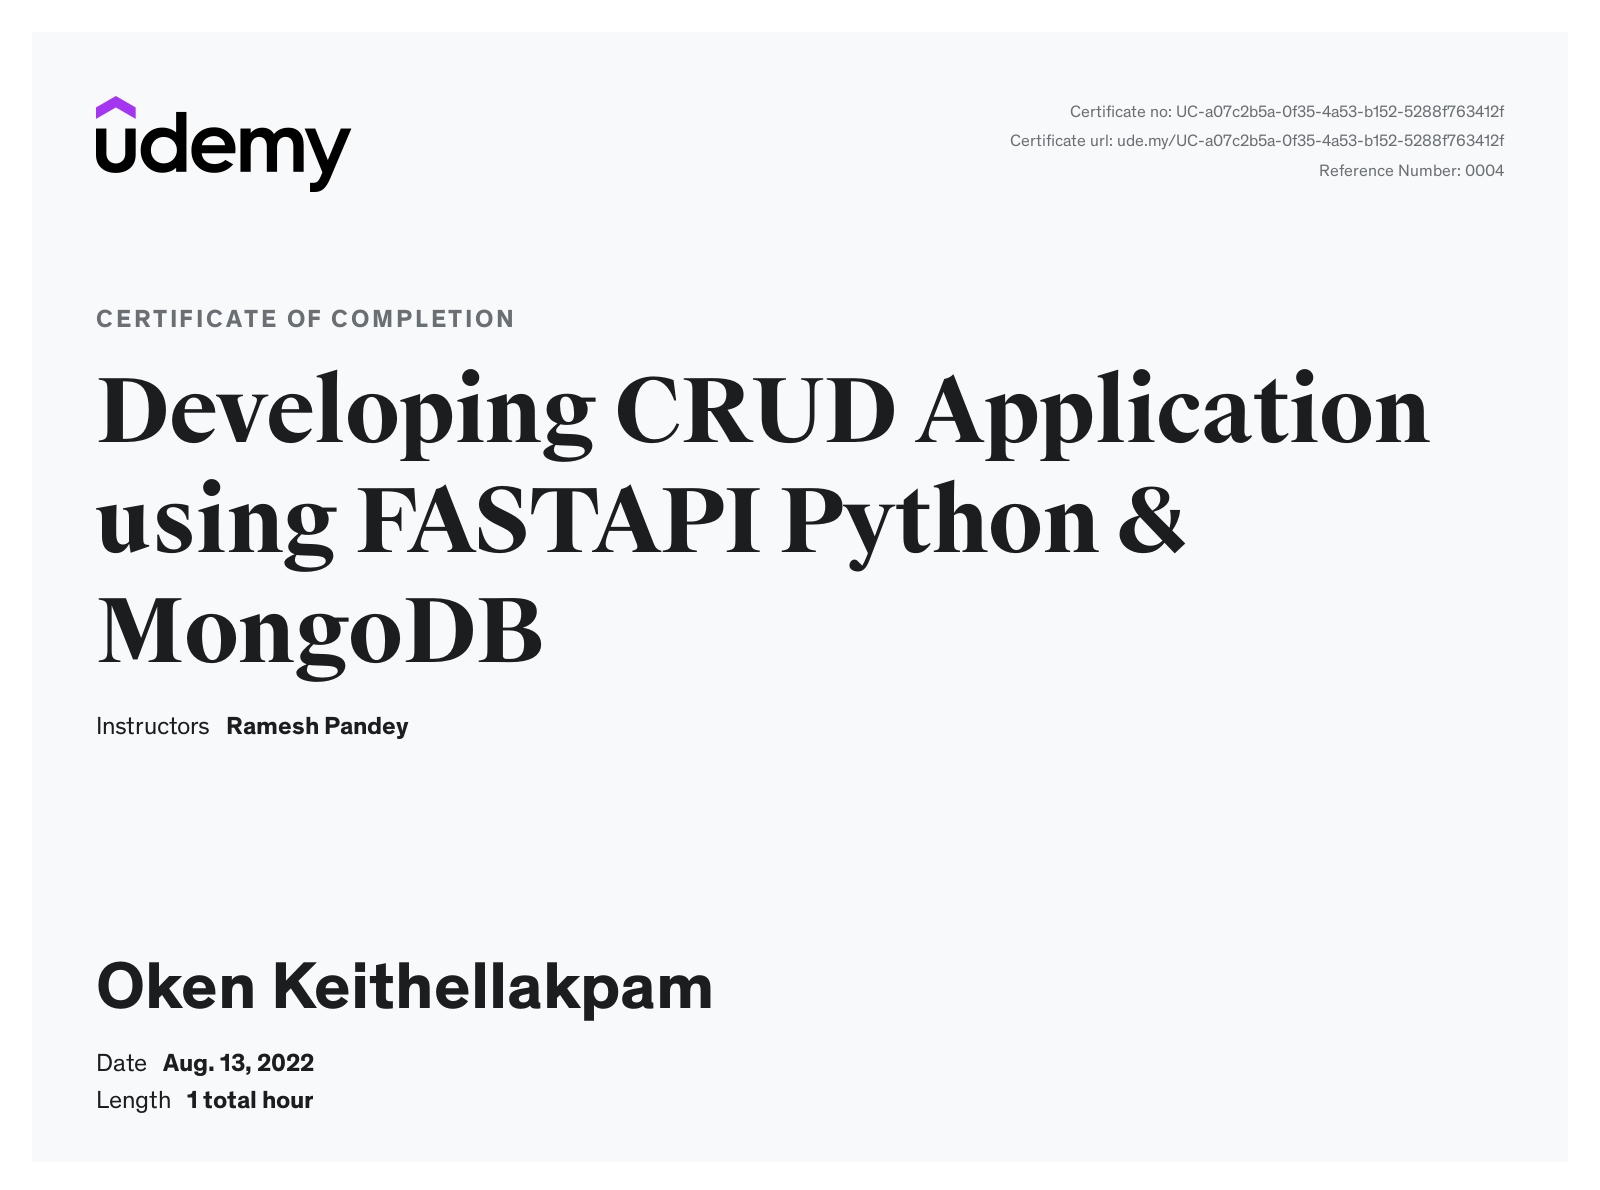 udemy
Certificate no: UC-a07c2b5a-0f35-4a53-b152-5288f763412f
Certificate url: ude.my/UC-a07c2b5a-0f35-4a53-b152-5288f763412f
Reference Number: 0004
CERTIFICATE OF COMPLETION
Developing CRUD Application
using FASTAPI Python &
MongoDB
Instructors Ramesh Pandey
Oken Keithellakpam
Date Aug. 13, 2022
Length 1 total hour